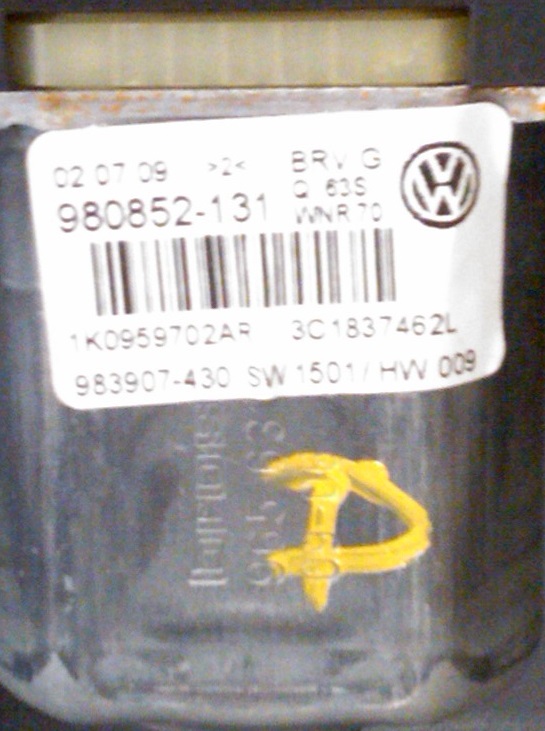 02 07 09 >2< BRV G
980852-131 Q 63S
WNR 70
1K0959702AR 3C1837462L
983907-430 SW 1501/ HW 009